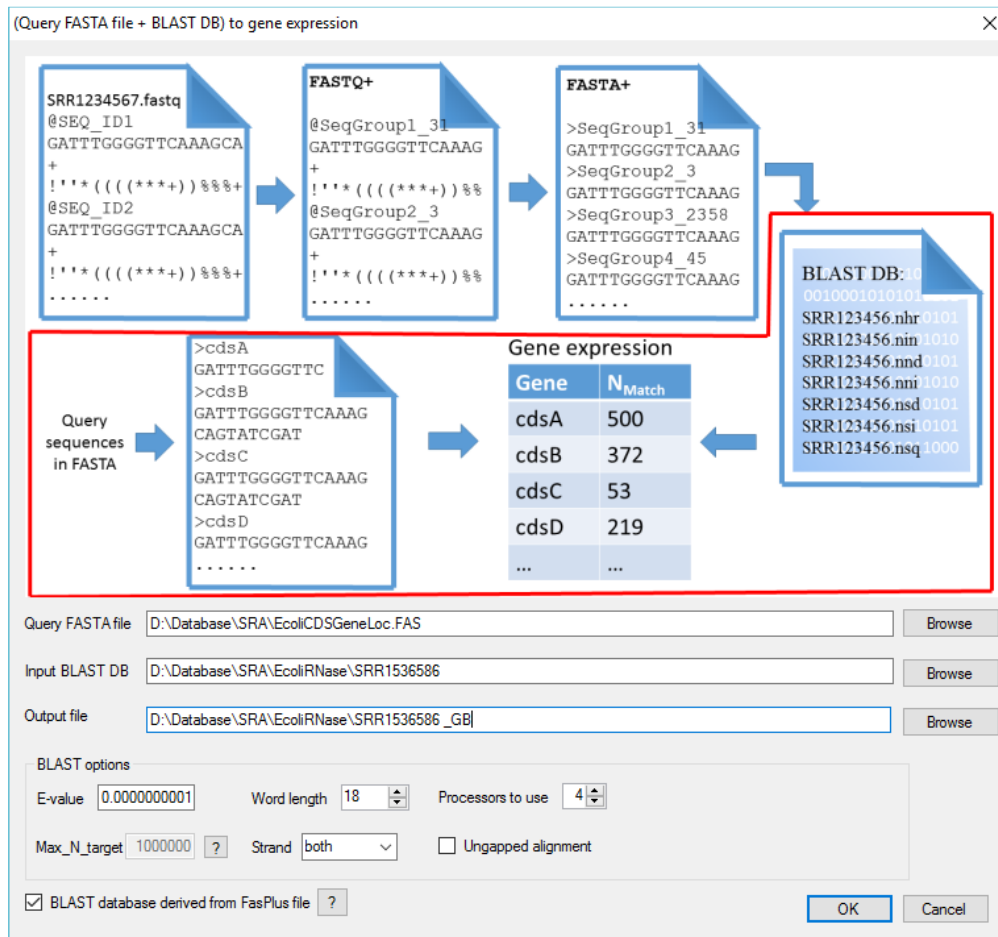 (Query FASTA file + BLAST DB) to gene expression
SRR1234567.fastq
@SEQ_ID1
GATTTGGGGTTCAAAGCA
+
!''*((((***+))%%%+
@SEQ_ID2
GATTTGGGGTTCAAAGCA
+
!''*((((***+))%%%+
......
FASTQ+
@SeqGroup1_31
GATTTGGGGTTCAAAG
+
!''*((((***+))%%
@SeqGroup2_3
GATTTGGGGTTCAAAG
+
!''*((((***+))%%
......
FASTA+
>SeqGroup1_31
GATTTGGGGTTCAAAG
>SeqGroup2_3
GATTTGGGGTTCAAAG
>SeqGroup3_2358
GATTTGGGGTTCAAAG
>SeqGroup4_45
GATTTGGGGTTCAAAG
......
BLAST DB:
SRR123456.nhr
SRR123456.nin
SRR123456.nnd
SRR123456.nni
SRR123456.nsd
SRR123456.nsi
SRR123456.nsq
Query
sequences
in FASTA
>cdsA
GATTTGGGGTTC
>cdsB
GATTTGGGGTTCAAAG
CAGTATCGAT
>cdsC
GATTTGGGGTTCAAAG
CAGTATCGAT
>cdsD
GATTTGGGGTTCAAAG
......
Gene expression
Gene NMatch
cdsA 500
cdsB 372
cdsC 53
cdsD 219
... ...
Query FASTA file D:\Database\SRA\EcoliCDSGeneLoc.FAS Browse
Input BLAST DB D:\Database\SRA\EcoliRNase\SRR1536586 Browse
Output file D:\Database\SRA\EcoliRNase\SRR1536586 _GB Browse
BLAST options
E-value 0.0000000001 Word length 18 Processors to use 4
Max_N_target 1000000 ? Strand both Ungapped alignment
BLAST database derived from FasPlus file ?
OK Cancel